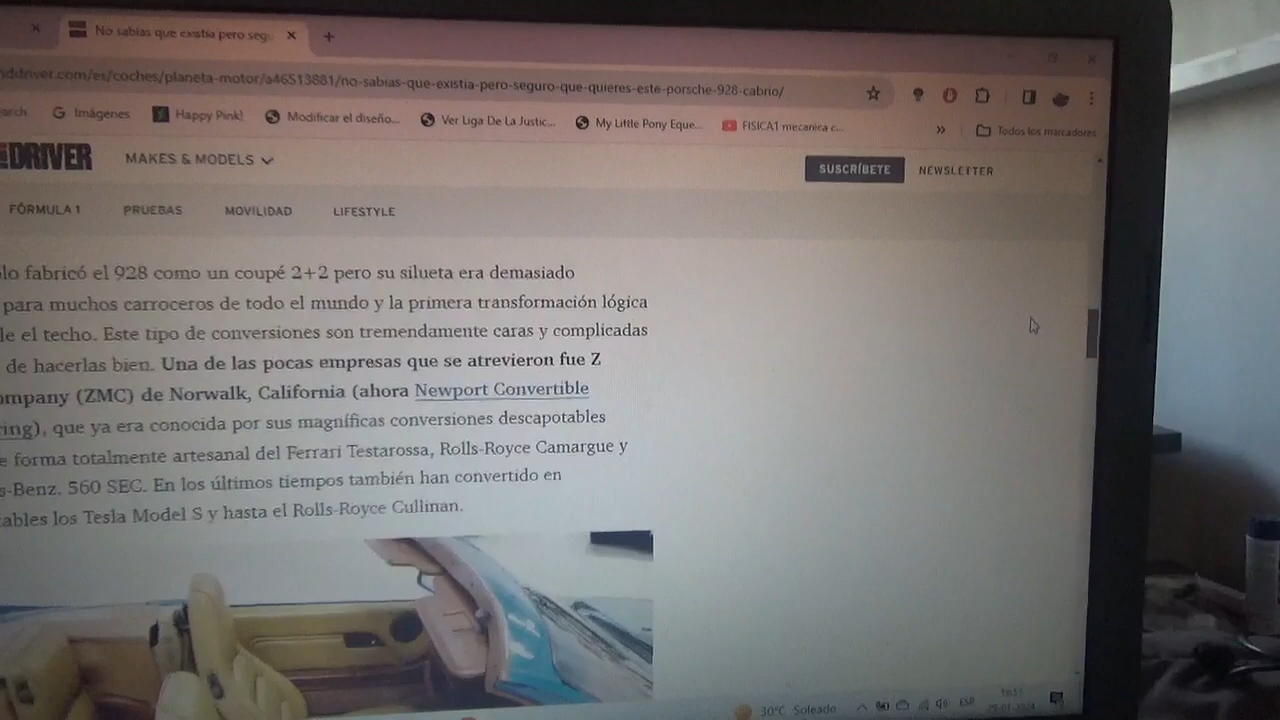 No sabías que existía pero segu
nddriver.com/es/coches/planeta-motor/a46513881/no-sabias-que-existia-pero-seguro-que-quieres-este-porsche-928-cabrio/
earch Imágenes Happy Pink! Modificar el diseño... Ver Liga De La Justic... My Little Pony Eque... FISICA1 mecanica c... » Todos los marcadores
DRIVER MAKES & MODELS SUSCRÍBETE NEWSLETTER
FÓRMULA 1 PRUEBAS MOVILIDAD LIFESTYLE
lo fabricó el 928 como un coupé 2+2 pero su silueta era demasiado
para muchos carroceros de todo el mundo y la primera transformación lógica
le el techo. Este tipo de conversiones son tremendamente caras y complicadas
de hacerlas bien. Una de las pocas empresas que se atrevieron fue Z
ompany (ZMC) de Norwalk, California (ahora Newport Convertible
ring), que ya era conocida por sus magníficas conversiones descapotables
e forma totalmente artesanal del Ferrari Testarossa, Rolls-Royce Camargue y
s-Benz. 560 SEC. En los últimos tiempos también han convertido en
tables los Tesla Model S y hasta el Rolls-Royce Cullinan.
30°C Soleado ESP